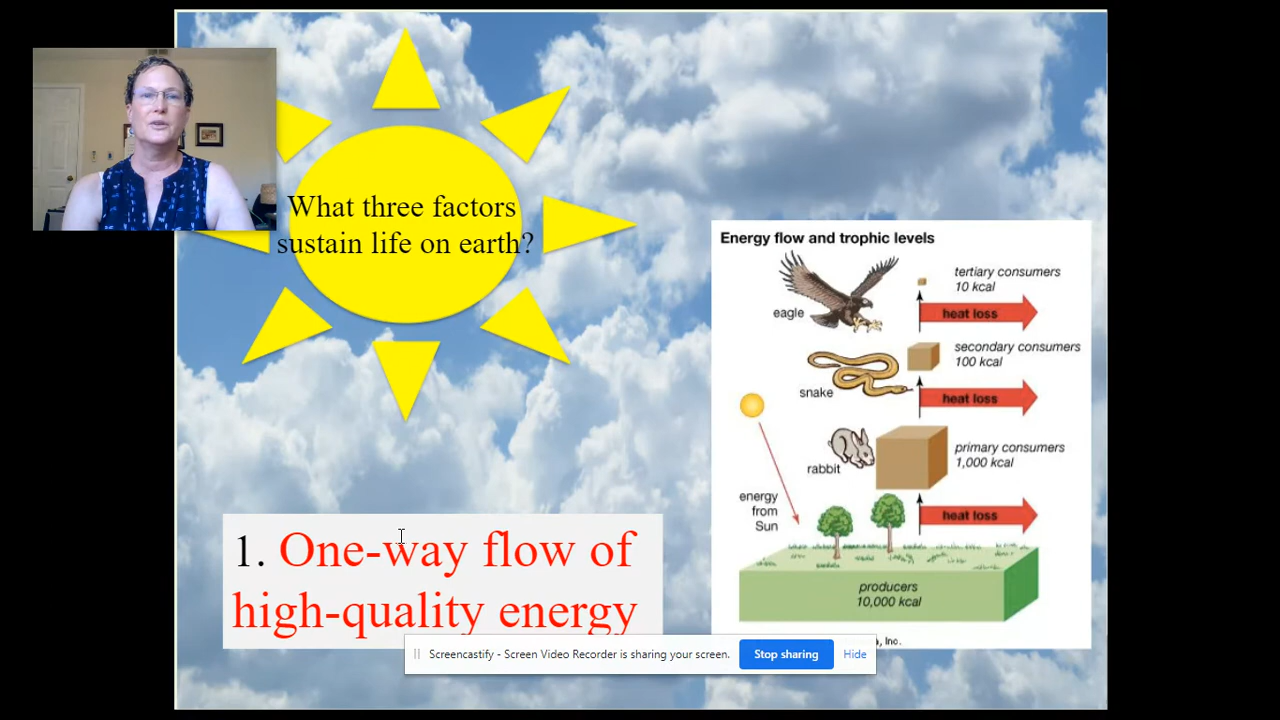 What three factors
sustain life on earth?
1. One-way flow of
high-quality energy
Energy flow and trophic levels
tertiary consumers
10 kcal
eagle
heat loss
secondary consumers
100 kcal
snake
heat loss
primary consumers
1,000 kcal
rabbit
energy
from
Sun
heat loss
producers
10,000 kcal
, Inc.
Screencastify - Screen Video Recorder is sharing your screen.
Stop sharing
Hide